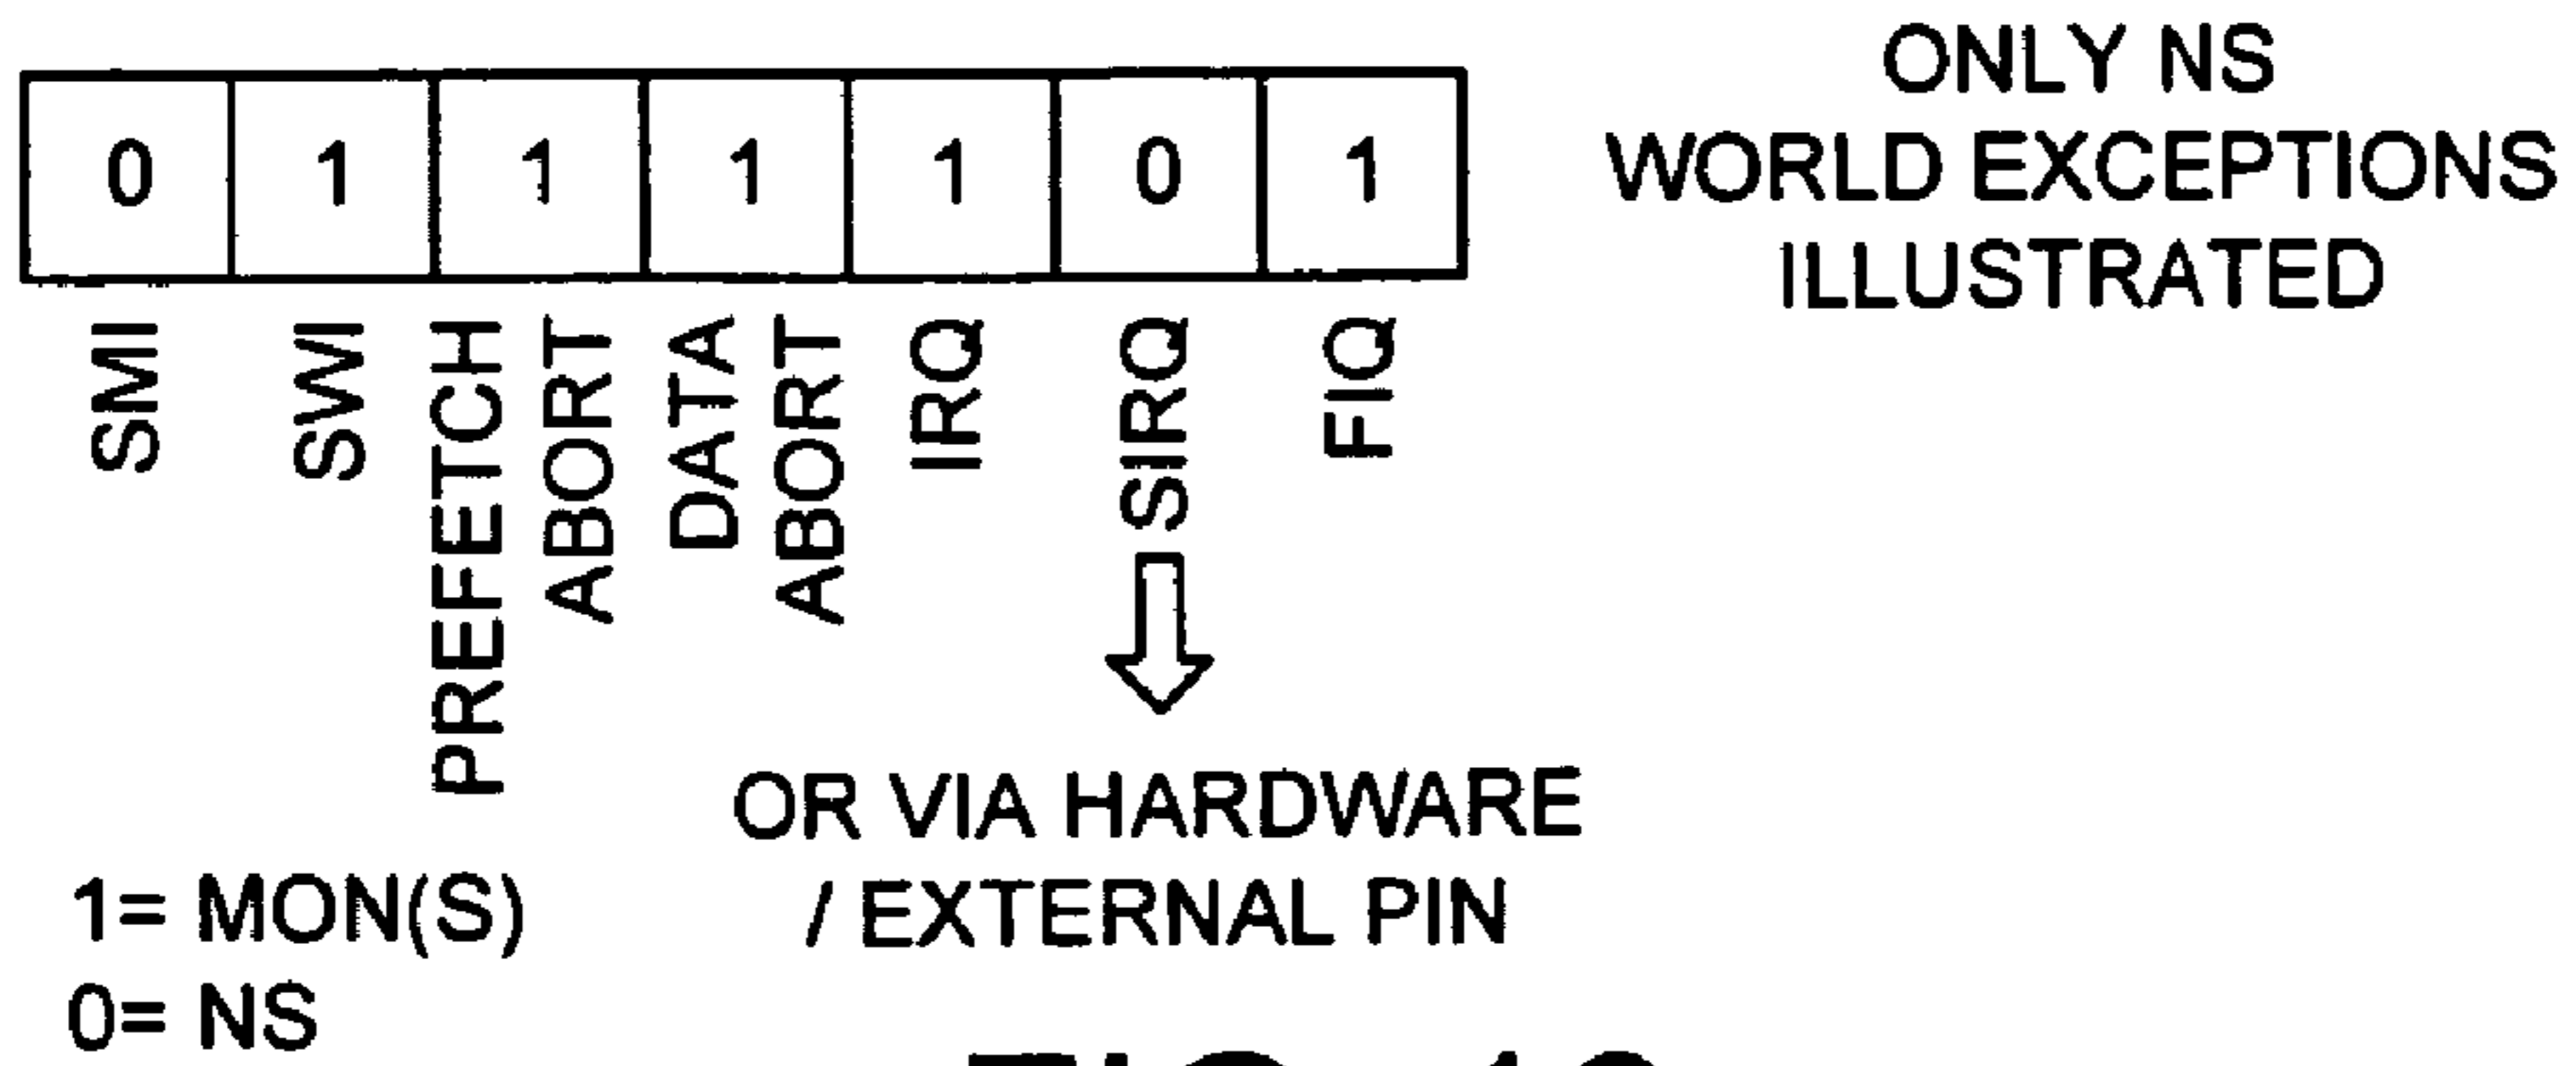 0 1 1 1 1 0 1
ONLY NS
WORLD EXCEPTIONS
ILLUSTRATED
SMI
SWI
PREFETCH
ABORT
DATA
ABORT
IRQ
SIRQ
FIQ
OR VIA HARDWARE
/ EXTERNAL PIN
1= MON(S)
0= NS